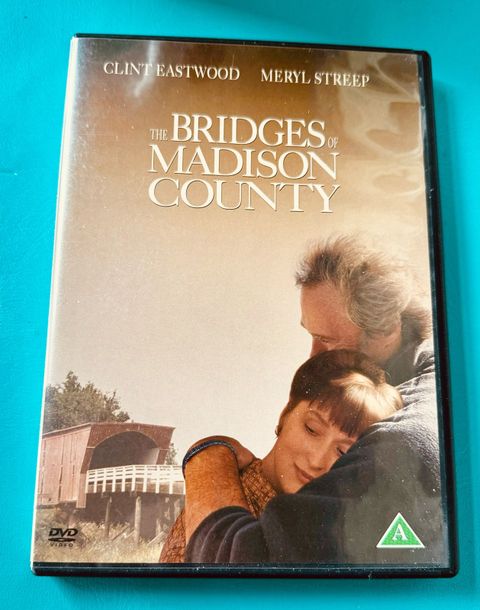 CLINT EASTWOOD MERYL STREEP
THE BRIDGES OF
MADISON
COUNTY
DVD
VIDEO
A